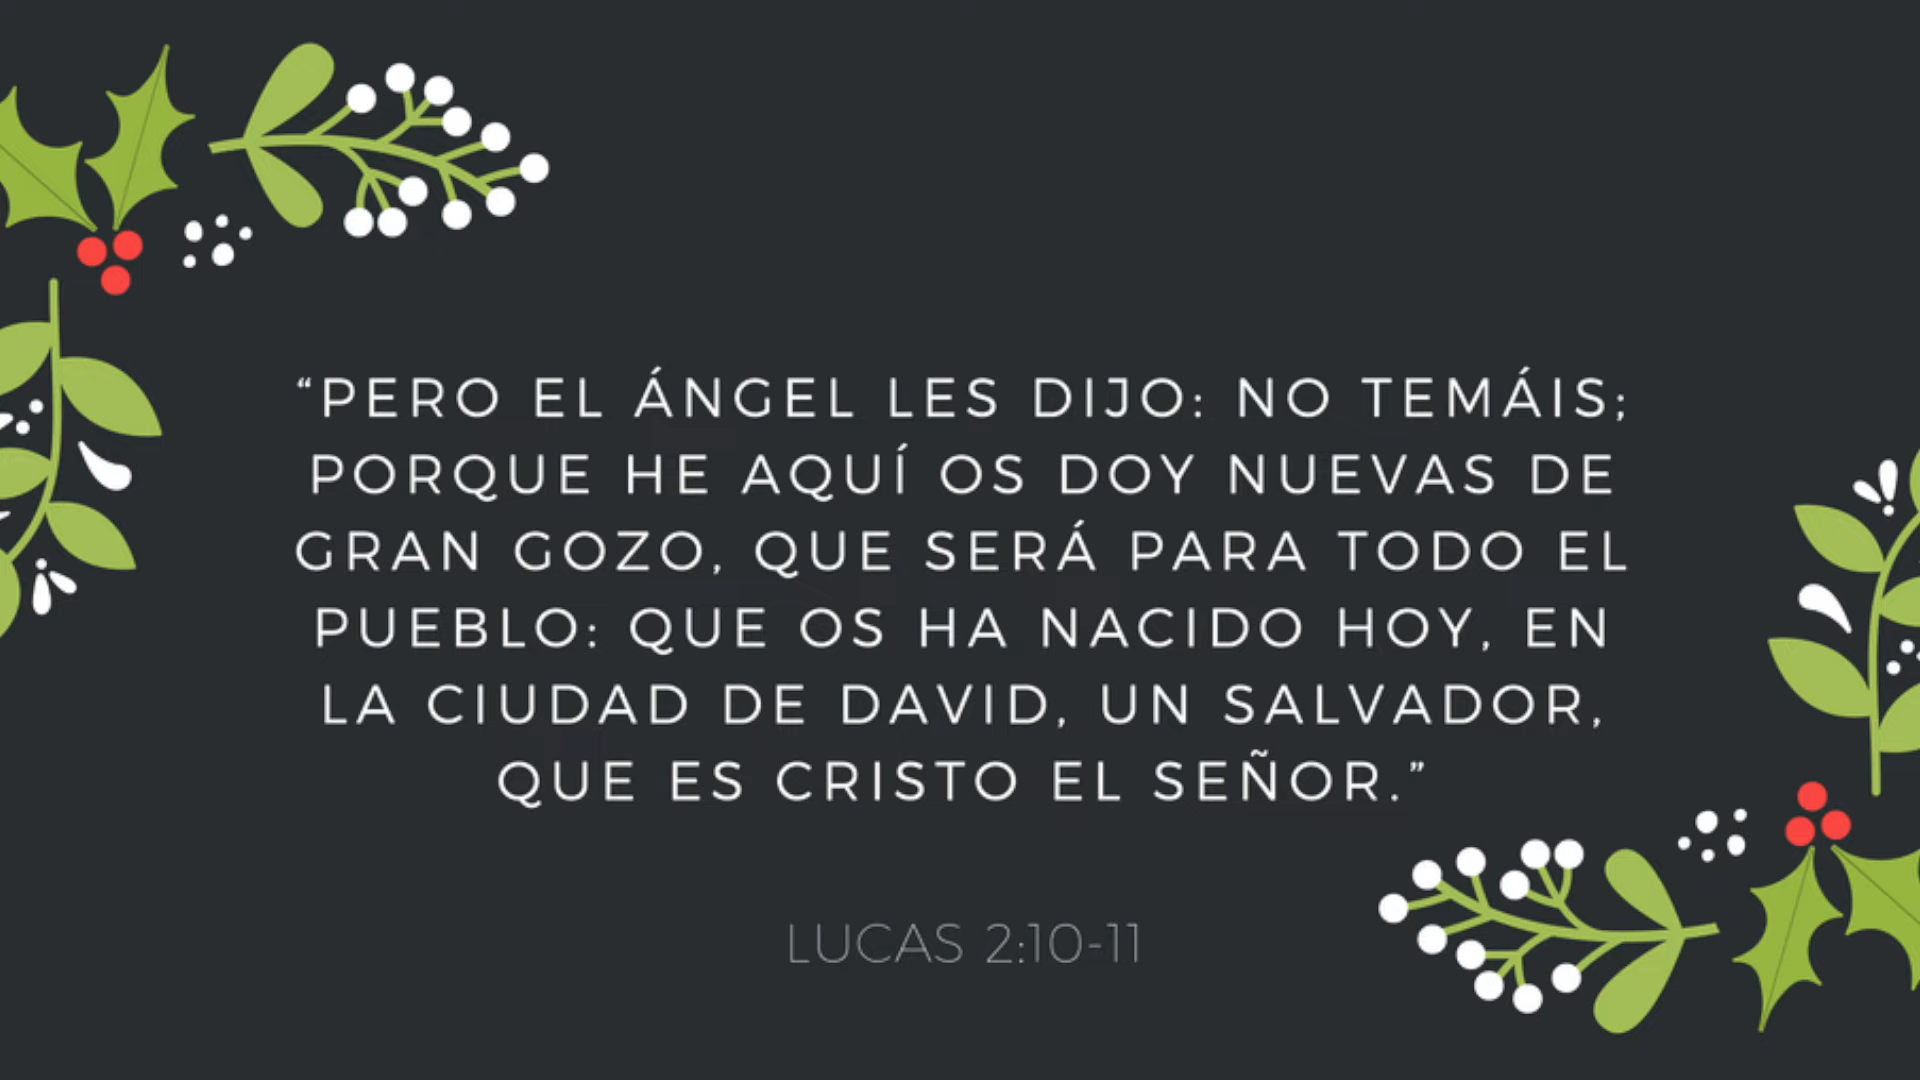 “PERO EL ÁNGEL LES DIJO: NO TEMÁIS;
PORQUE HE AQUÍ OS DOY NUEVAS DE
GRAN GOZO, QUE SERÁ PARA TODO EL
PUEBLO: QUE OS HA NACIDO HOY, EN
LA CIUDAD DE DAVID, UN SALVADOR,
QUE ES CRISTO EL SEÑOR.”
LUCAS 2:10-11